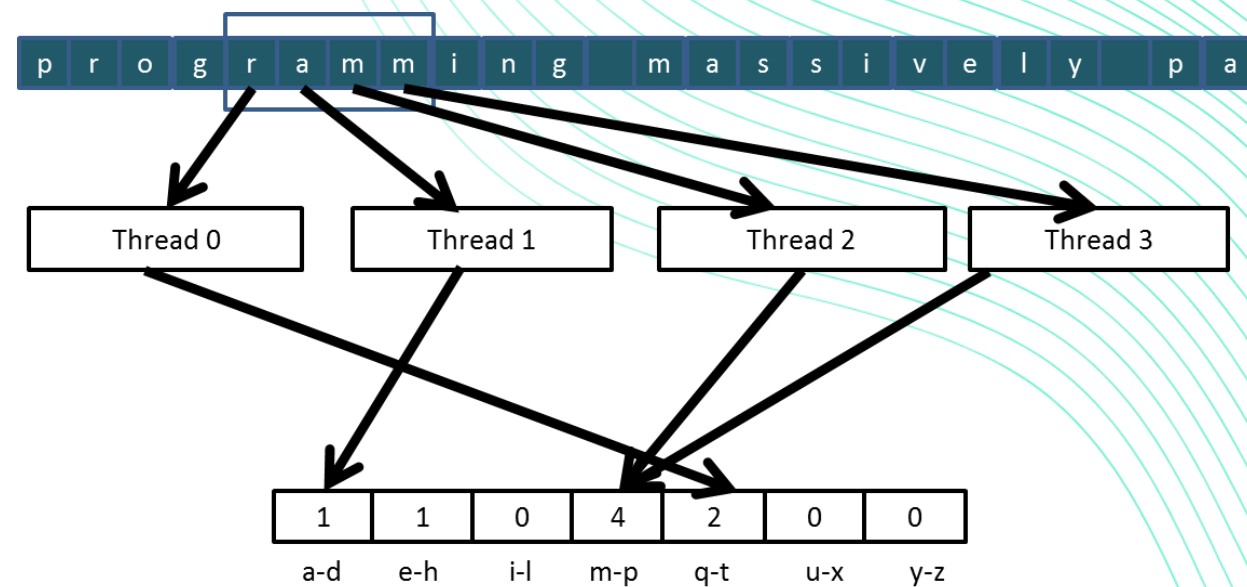 p r o g r a m m i n g   m a s s i v e l y   p a
Thread 0 Thread 1 Thread 2 Thread 3
1 1 0 4 2 0 0
a-d e-h i-l m-p q-t u-x y-z